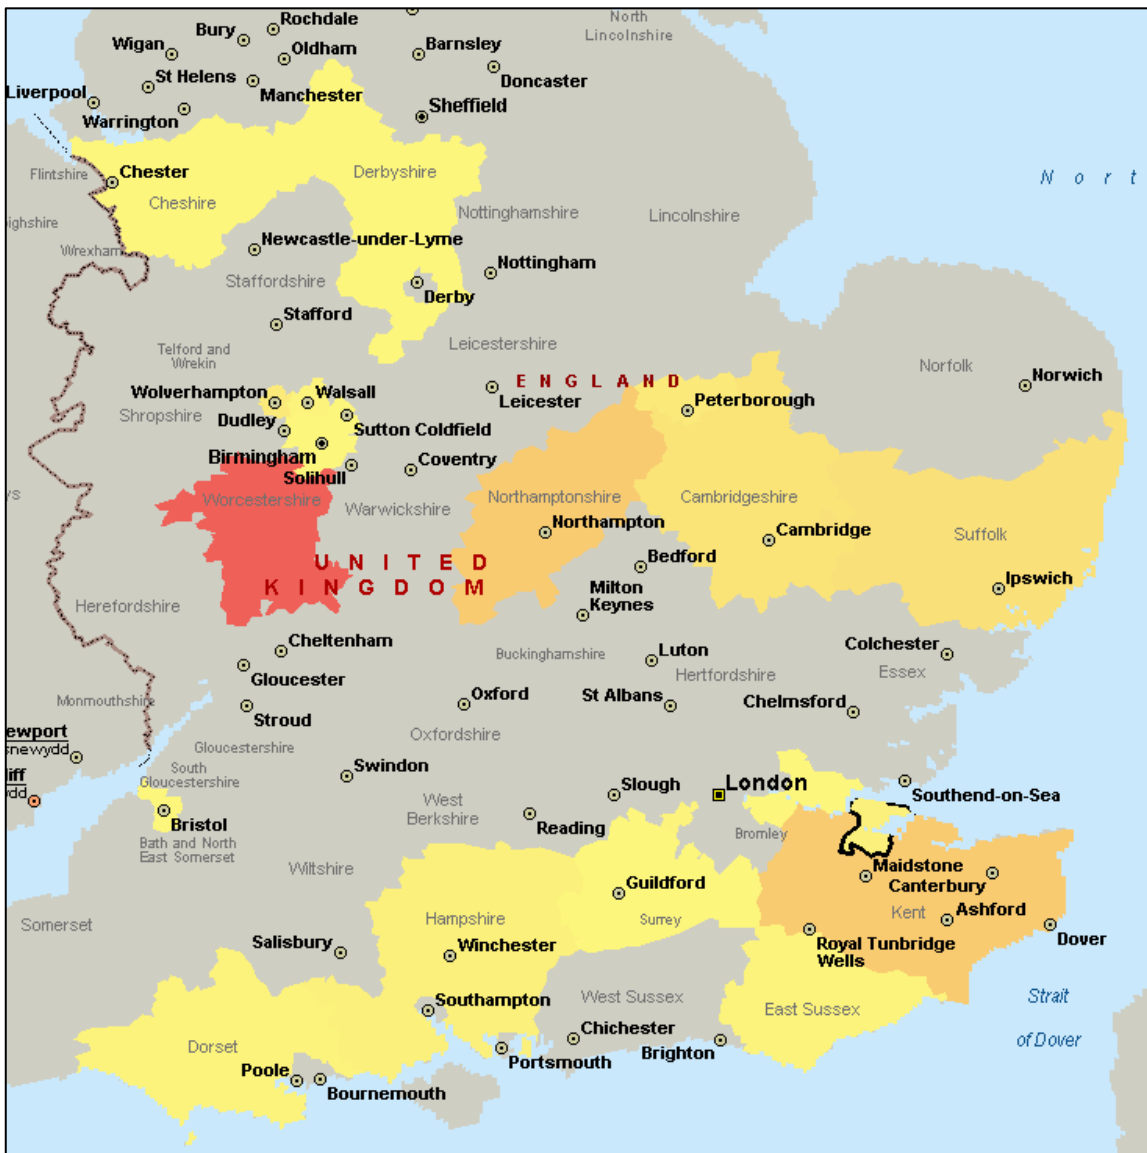 North
Lincolnshire
Rochdale
Bury
Wigan
Oldham
Barnsley
Doncaster
St Helens
Manchester
Liverpool
Warrington
Sheffield
Flintshire
Chester
Derbyshire
N o r t
Cheshire
Nottinghamshire
Lincolnshire
Wrexham
Newcastle-under-Lyme
Staffordshire
Nottingham
Derby
Stafford
Telford and
Wrekin
Leicestershire
Norfolk
ENGLAND
Norwich
Wolverhampton
Walsall
Leicester
Peterborough
Shropshire
Dudley
Sutton Coldfield
Birmingham
Coventry
Solihull
Worcestershire
Warwickshire
Northamptonshire
Cambridgeshire
Northampton
Cambridge
Suffolk
UNITED
KINGDOM
Bedford
Milton
Keynes
Ipswich
Herefordshire
Cheltenham
Gloucester
Buckinghamshire
Luton
Hertfordshire
Colchester
Essex
Monmouthshire
Stroud
Oxford
St Albans
Chelmsford
ewport
snewydd
Gloucestershire
Oxfordshire
South
Gloucestershire
Swindon
iff
ydd
Slough
London
Southend-on-Sea
Bristol
West
Berkshire
Reading
Bromley
Bath and North
East Somerset
Wiltshire
Maidstone
Canterbury
Guildford
Somerset
Hampshire
Surrey
Kent
Ashford
Salisbury
Winchester
Royal Tunbridge
Wells
Dover
Southampton
West Sussex
East Sussex
Strait
of Dover
Dorset
Chichester
Brighton
Portsmouth
Poole
Bournemouth